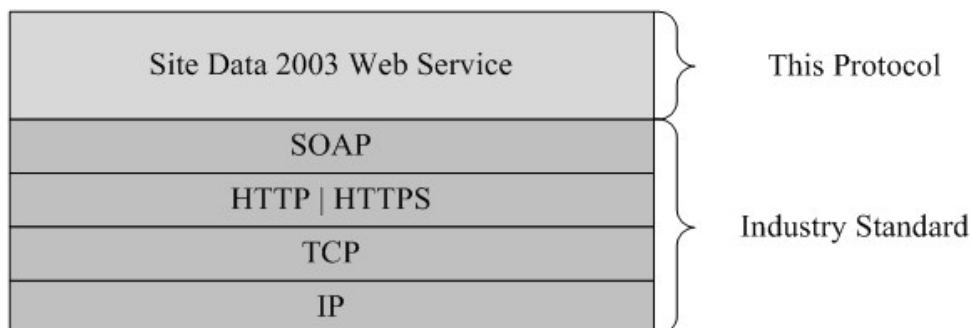 Site Data 2003 Web Service
This Protocol
SOAP
HTTP | HTTPS
TCP
IP
Industry Standard